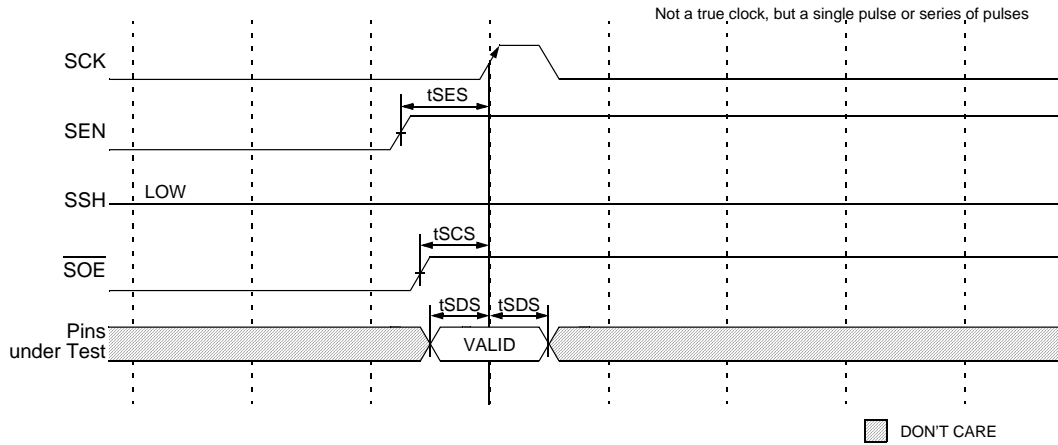 Not a true clock, but a single pulse or series of pulses
SCK
tSES
SEN
SSH
LOW
tSCS
SOE
tSDS
tSDS
Pins
under Test
VALID
DON'T CARE